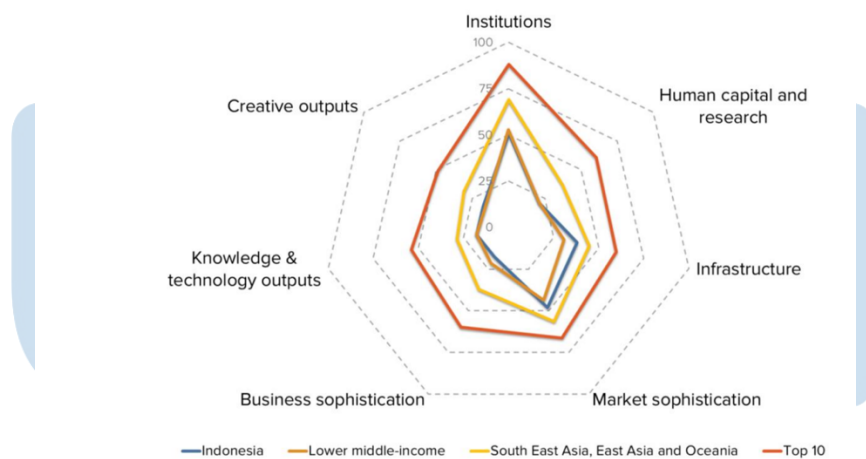 Institutions
100
75
50
25
0
Creative outputs
Human capital and
research
Knowledge &
technology outputs
Infrastructure
Business sophistication
Market sophistication
Indonesia
Lower middle-income
South East Asia, East Asia and Oceania
Top 10